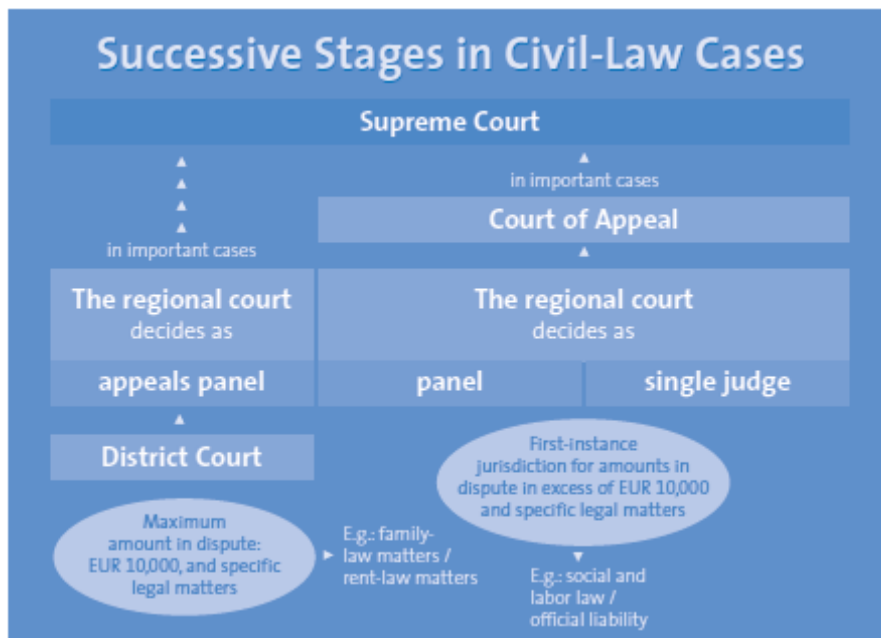 Successive Stages in Civil-Law Cases
Supreme Court
in important cases
Court of Appeal
in important cases
The regional court
decides as
appeals panel
The regional court
decides as
panel
single judge
District Court
First-instance
jurisdiction for amounts in
dispute in excess of EUR 10,000
and specific legal matters
Maximum
amount in dispute:
EUR 10,000, and specific
legal matters
E.g.: family-
law matters /
rent-law matters
E.g.: social and
labor law /
official liability